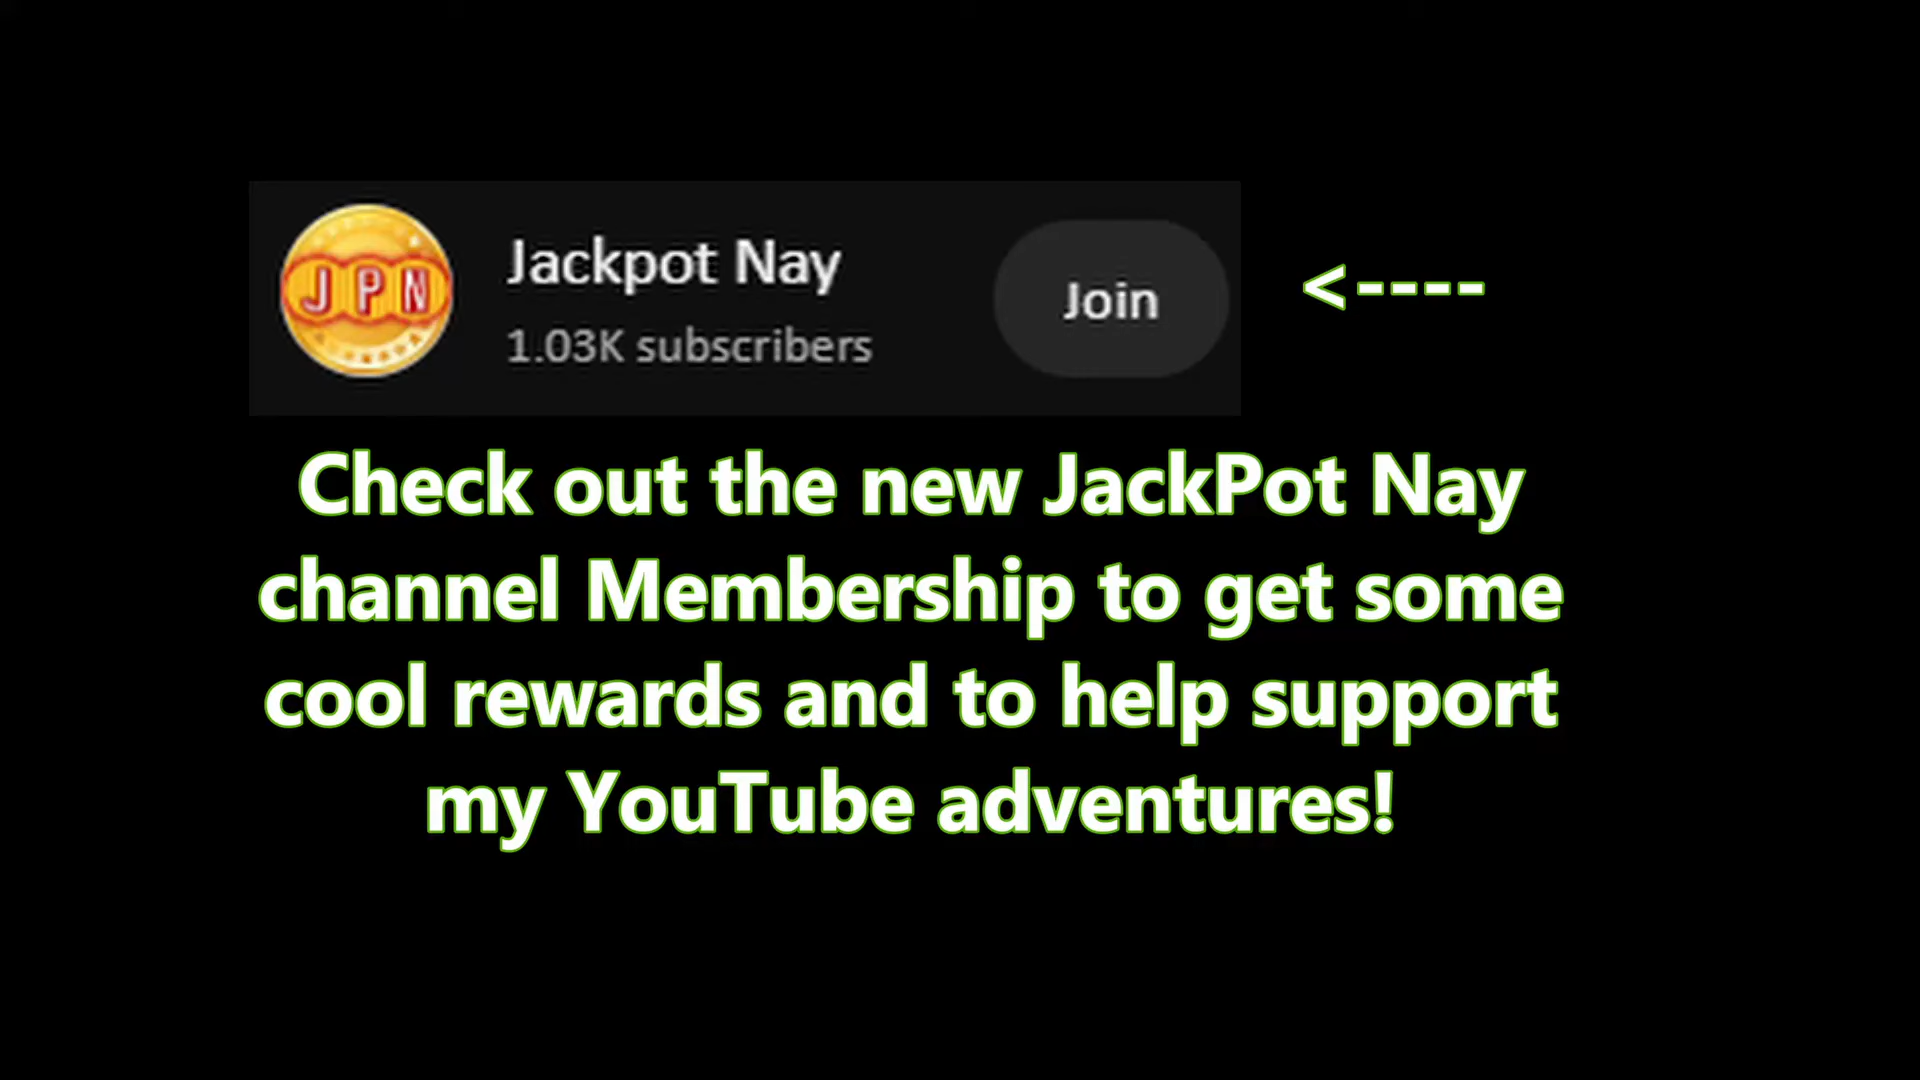 JPN
Jackpot Nay
1.03K subscribers
Join
<----
Check out the new JackPot Nay
channel Membership to get some
cool rewards and to help support
my YouTube adventures!